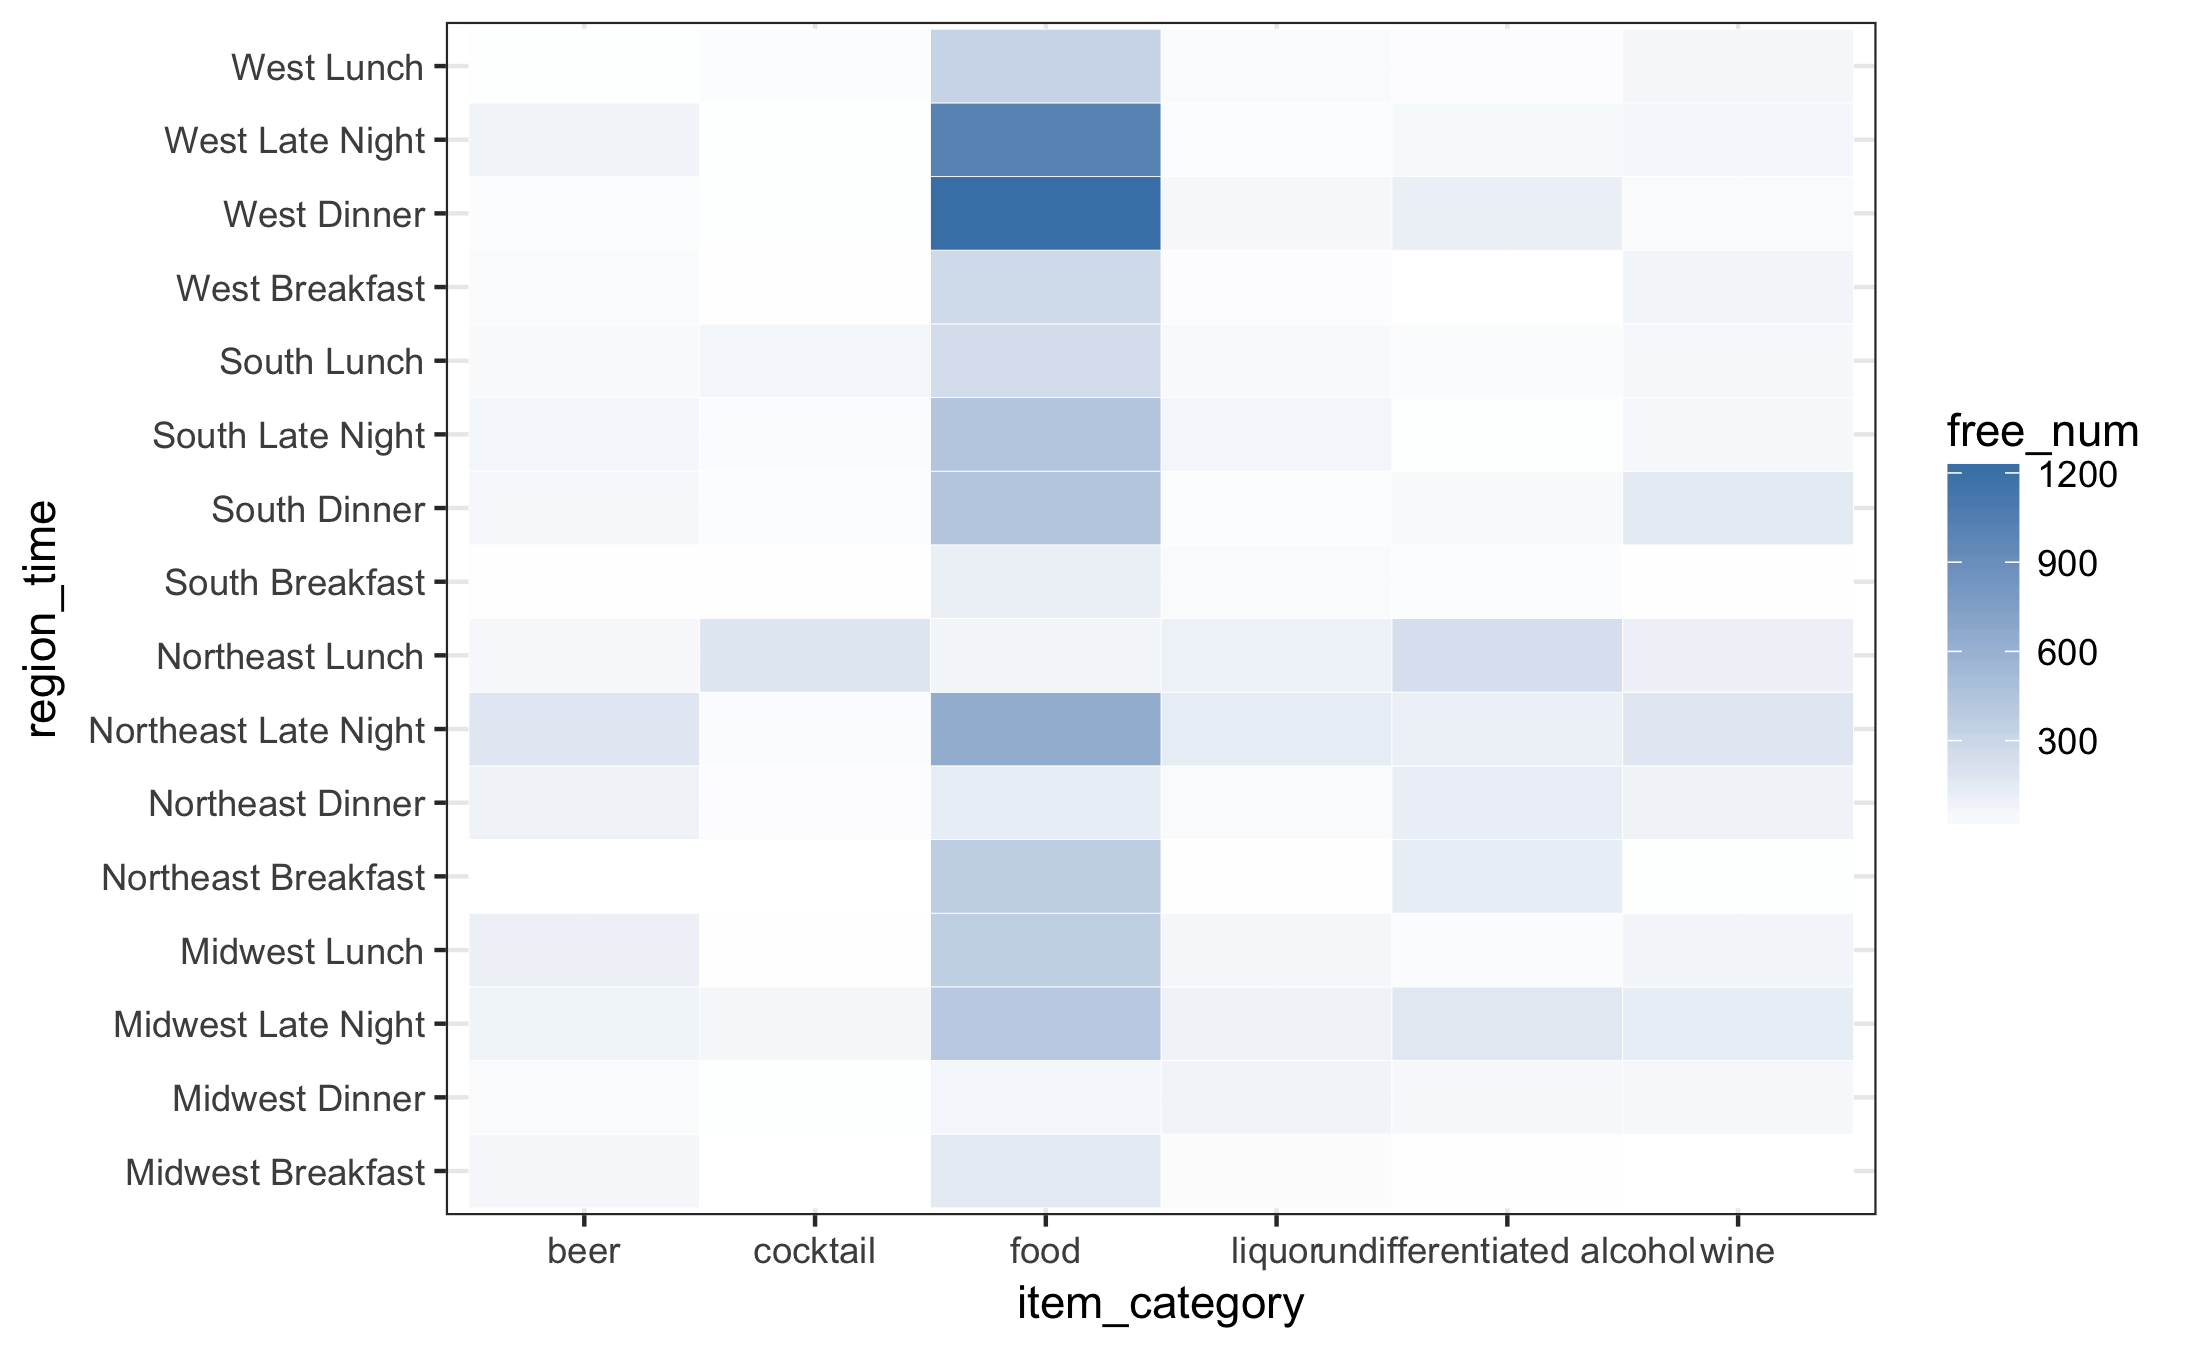 West Lunch
West Late Night
West Dinner
West Breakfast
South Lunch
South Late Night
South Dinner
South Breakfast
Northeast Lunch
Northeast Late Night
Northeast Dinner
Northeast Breakfast
Midwest Lunch
Midwest Late Night
Midwest Dinner
Midwest Breakfast
region_time
beer cocktail food liquor undifferentiated alcohol wine
item_category
free_num
1200
900
600
300